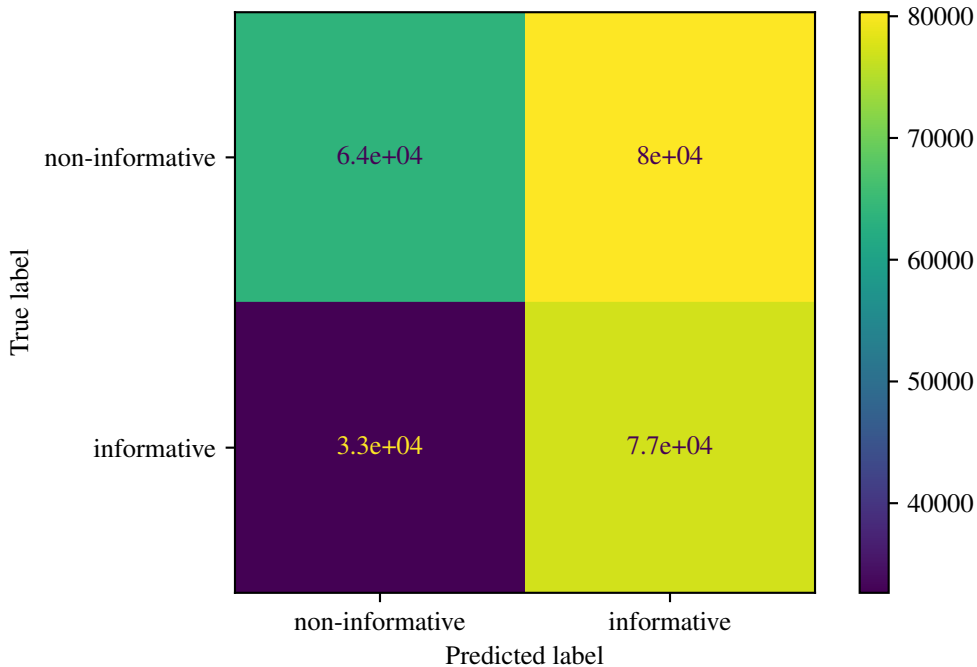 True label
non-informative
informative
6.4e+04
8e+04
3.3e+04
7.7e+04
non-informative
informative
Predicted label
80000
70000
60000
50000
40000